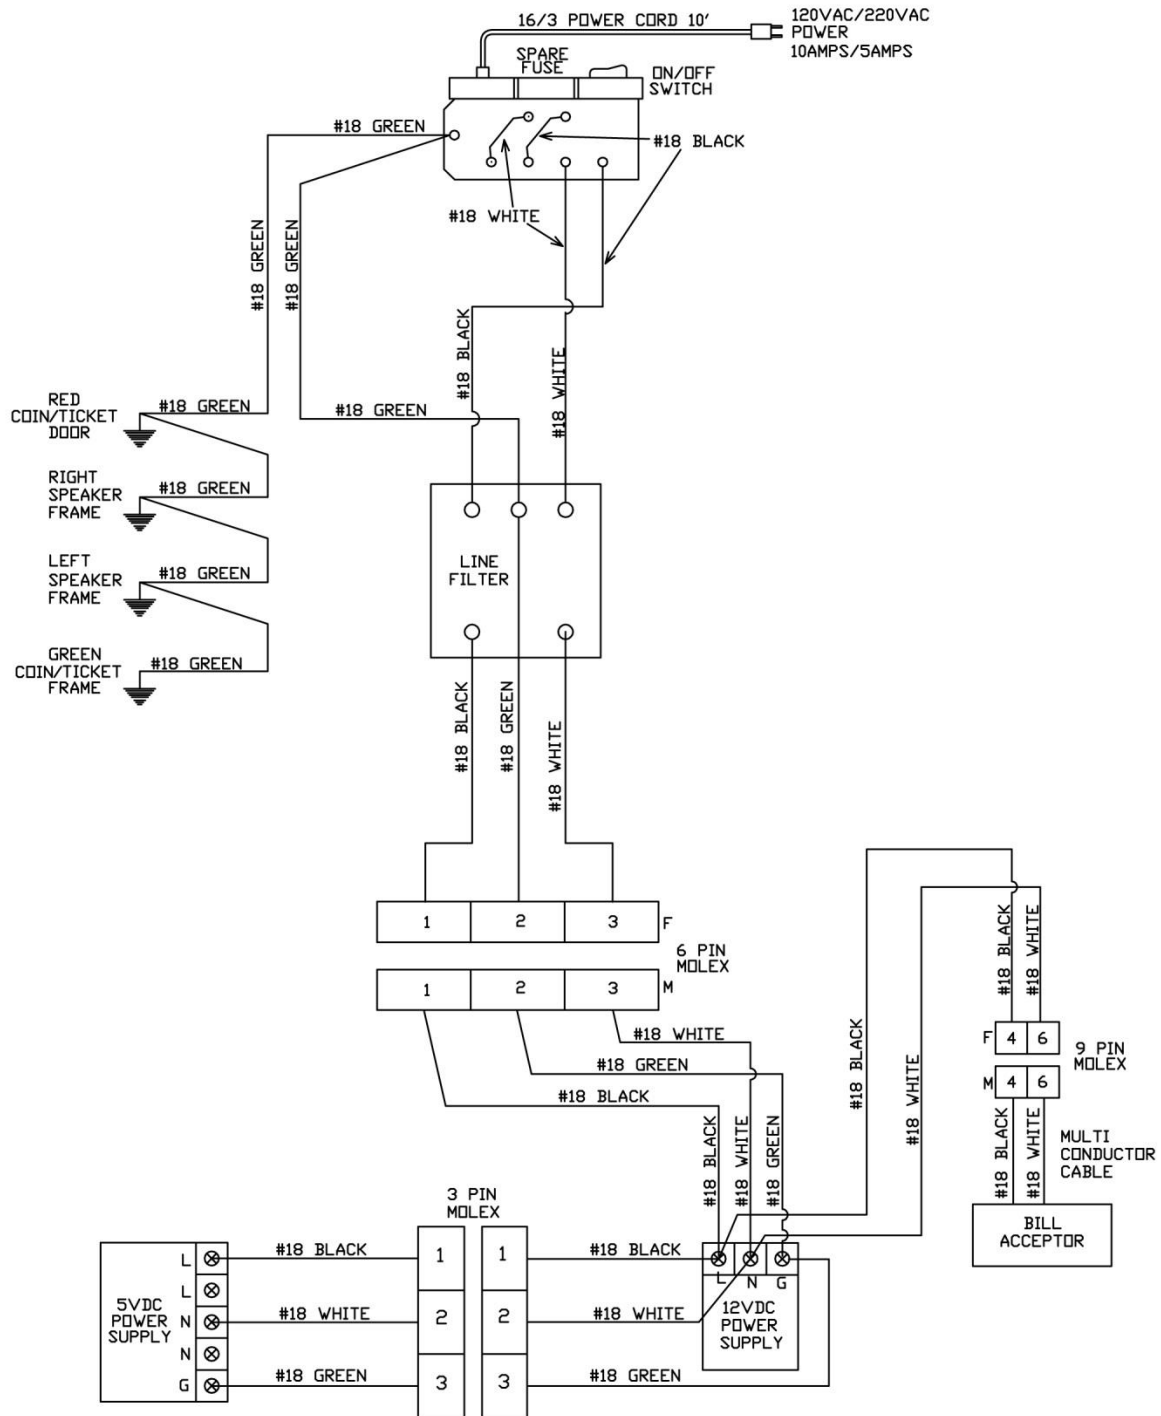 16/3 POWER CORD 10'
120VAC/220VAC
POWER
10AMPS/5AMPS
SPARE
FUSE
ON/OFF
SWITCH
#18 GREEN
#18 BLACK
#18 WHITE
#18 GREEN
#18 GREEN
#18 BLACK
#18 WHITE
RED
COIN/TICKET
DOOR
#18 GREEN
#18 GREEN
RIGHT
SPEAKER
FRAME
#18 GREEN
LEFT
SPEAKER
FRAME
#18 GREEN
GREEN
COIN/TICKET
FRAME
#18 GREEN
LINE
FILTER
#18 BLACK
#18 GREEN
#18 WHITE
1 2 3 F
6 PIN
MOLEX
1 2 3 M
#18 WHITE
#18 GREEN
#18 BLACK
#18 BLACK
#18 WHITE
#18 GREEN
#18 BLACK
#18 WHITE
#18 BLACK
#18 WHITE
F 4 6
9 PIN
MOLEX
M 4 6
#18 BLACK
#18 WHITE
MULTI
CONDUCTOR
CABLE
BILL
ACCEPTOR
3 PIN
MOLEX
5VDC
POWER
SUPPLY
L
L
N
N
G
#18 BLACK
#18 WHITE
#18 GREEN
1
2
3
1
2
3
#18 BLACK
#18 WHITE
#18 GREEN
L N G
12VDC
POWER
SUPPLY